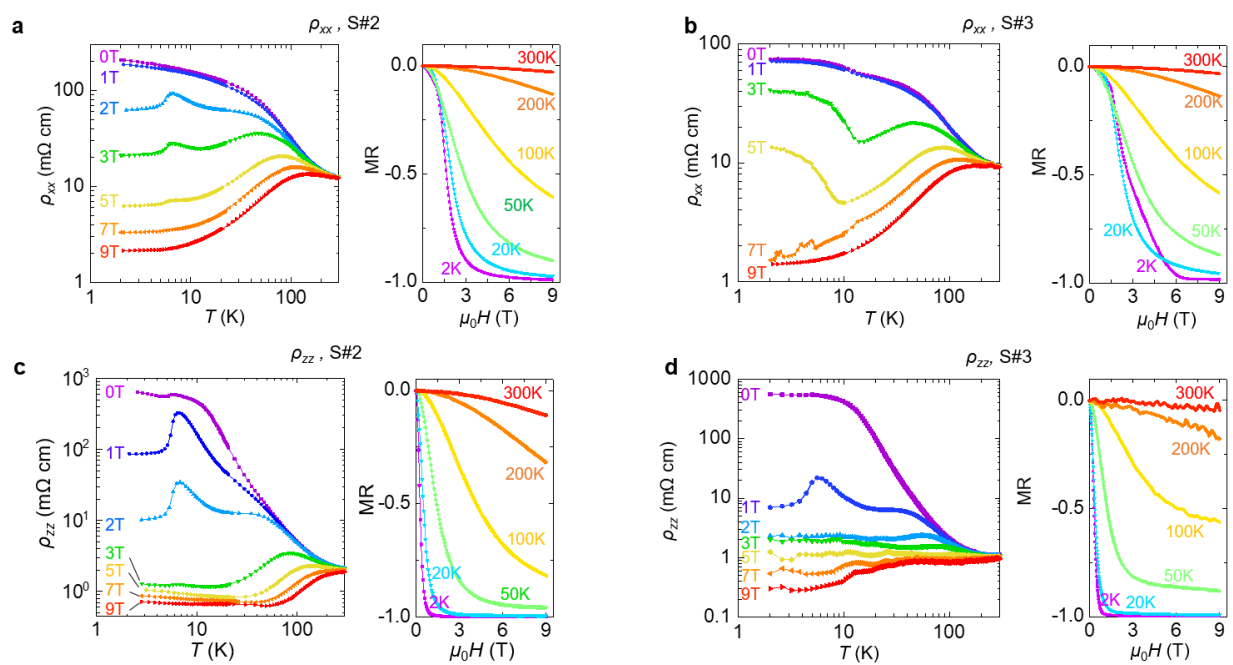 a
ρxx , S#2
ρxx (mΩ cm)
100
10
1
0T
1T
2T
3T
5T
7T
9T
1
10
100
T (K)
MR
0.0
-0.5
-1.0
300K
200K
100K
50K
20K
2K
0
3
6
9
μ0H (T)
b
ρxx , S#3
ρxx (mΩ cm)
100
10
1
0T
1T
3T
5T
7T
9T
1
10
100
T (K)
MR
0.0
-0.5
-1.0
300K
200K
100K
50K
20K
2K
0
3
6
9
μ0H (T)
c
ρzz , S#2
ρzz (mΩ cm)
10³
10²
10¹
10⁰
0T
1T
2T
3T
5T
7T
9T
1
10
100
T (K)
MR
0.0
-0.5
-1.0
300K
200K
100K
50K
20K
2K
0
3
6
9
μ0H (T)
d
ρzz, S#3
ρzz (mΩ cm)
1000
100
10
1
0.1
0T
1T
2T
3T
5T
7T
9T
1
10
100
T (K)
MR
0.0
-0.5
-1.0
300K
200K
100K
50K
2K
20K
0
3
6
9
μ0H (T)